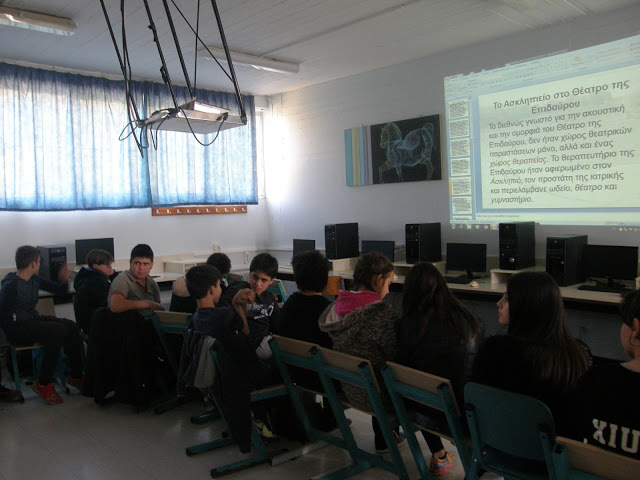 Το Ασκληπιείο στο Θέατρο της
Επιδαύρου
Το διεθνώς γνωστό για την ακουστική
και την ομορφιά του Θέατρο της
Επιδαύρου, δεν ήταν χώρος θεατρικών
παραστάσεων μόνο, αλλά και ένας
χώρος θεραπείας. Το θεραπευτήριο της
Επιδαύρου ήταν αφιερωμένο στον
Ασκληπιό, τον προστάτη της ιατρικής
και περιελάμβανε ωδείο, θέατρο και
γυμναστήριο.
XIU